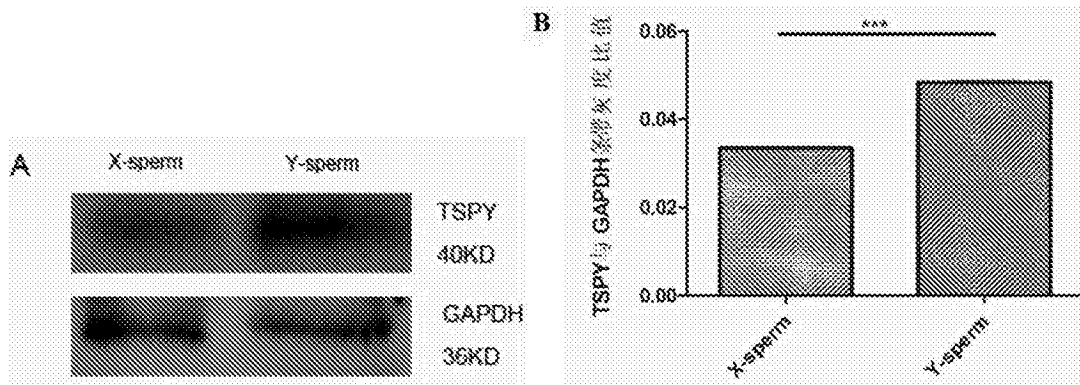 A
X-sperm Y-sperm
TSPY
40KD
GAPDH
36KD
B
TSPY与 GAPDH条带灰度比值
0.06
0.04
0.02
0.00
***
X-sperm
Y-sperm